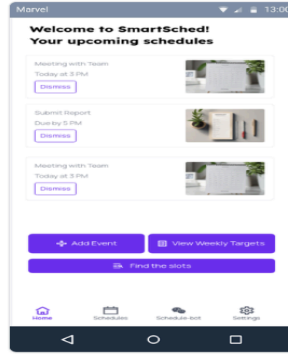 Marvel
13:00
Welcome to SmartSched!
Your upcoming schedules
Meeting with Team
Today at 3 PM
Dismiss
Submit Report
Due by 5 PM
Dismiss
Meeting with Team
Today at 3 PM
Dismiss
Add Event
View Weekly Targets
Find the slots
Home
Schedules
Schedule-bot
Settings